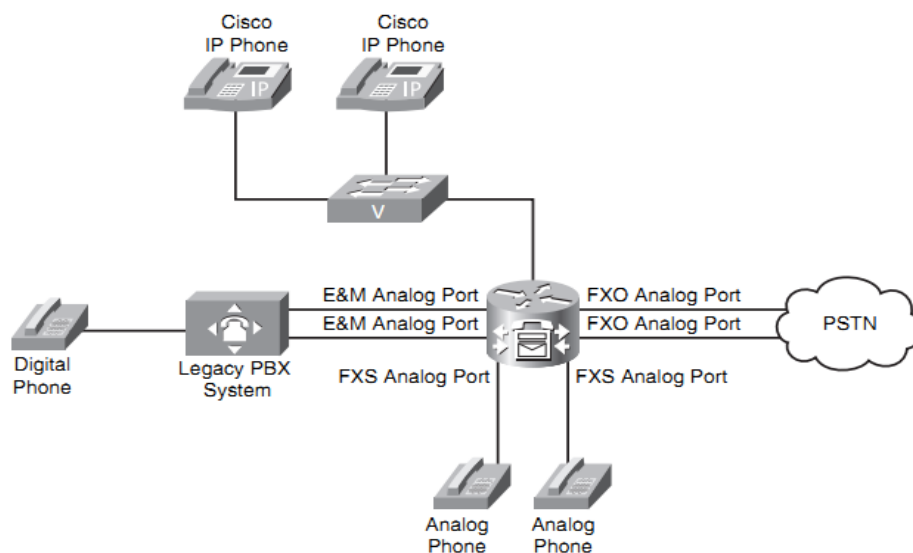 Cisco
IP Phone
Cisco
IP Phone
IP
IP
V
E&M Analog Port
FXO Analog Port
E&M Analog Port
FXO Analog Port
PSTN
Digital
Phone
Legacy PBX
System
FXS Analog Port
FXS Analog Port
Analog
Phone
Analog
Phone